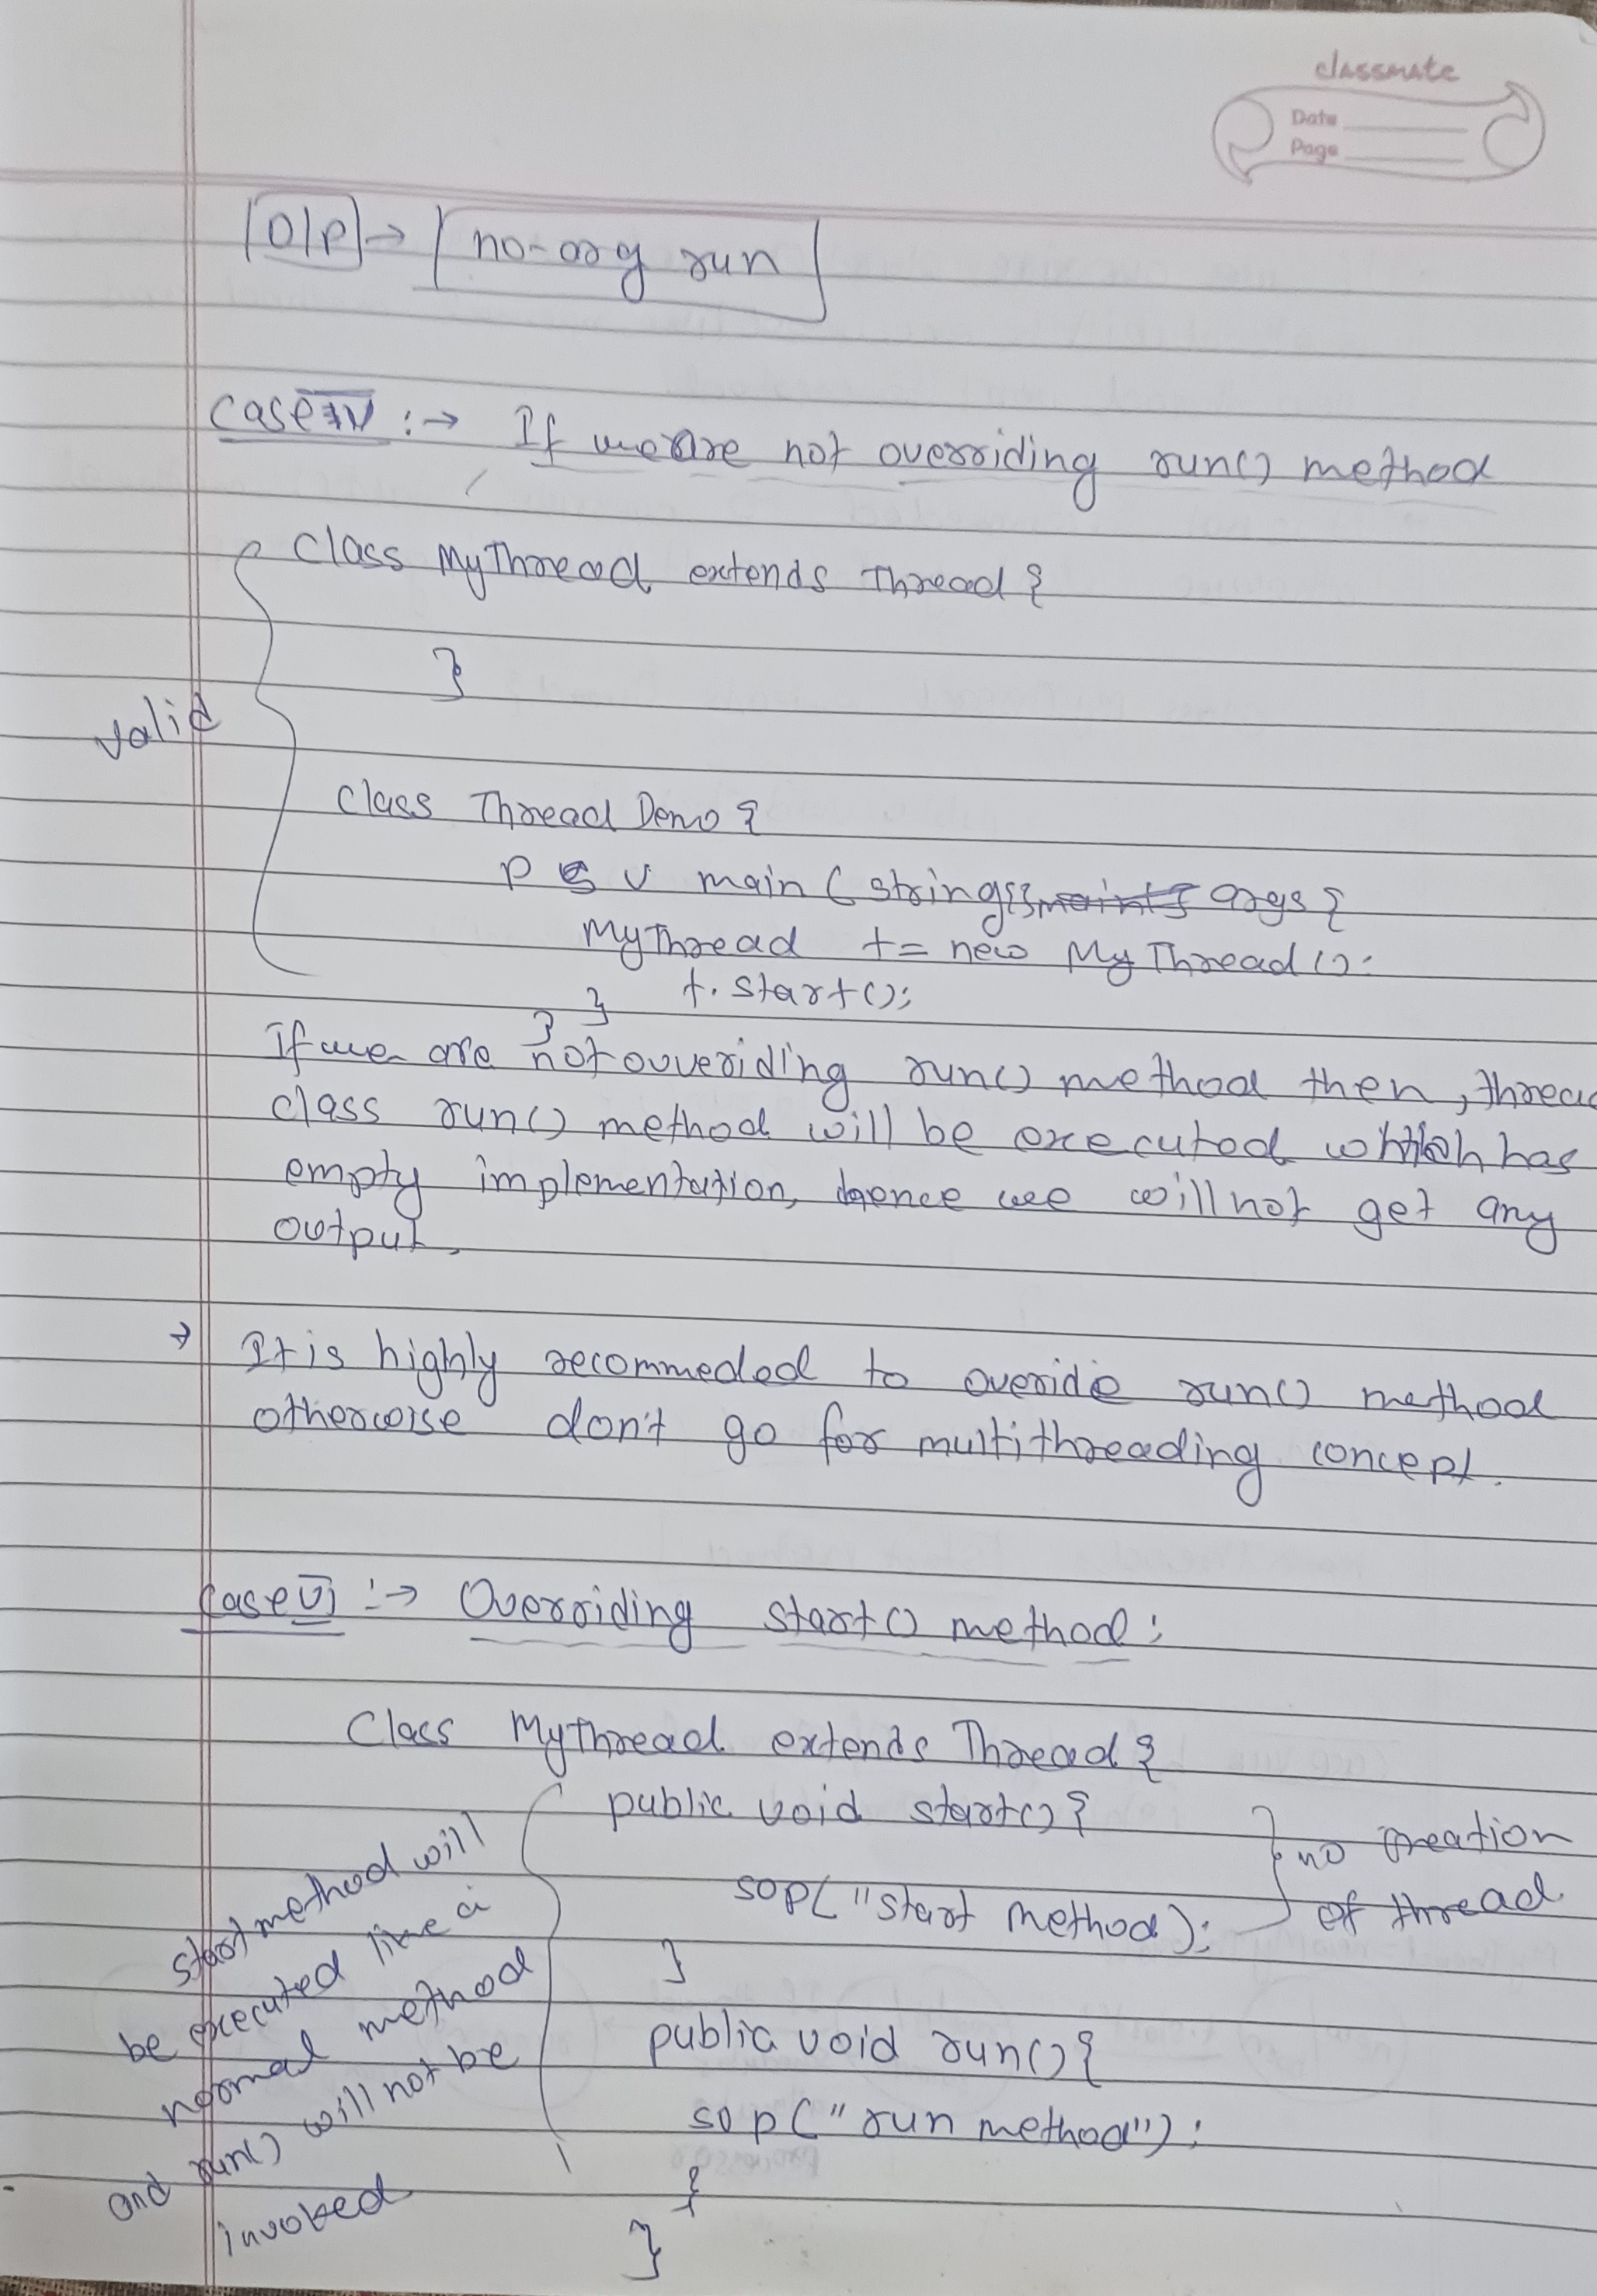 classmate
Date
Page
O/P → no-arg run
Case IV :→ If we are not overriding run() method
class MyThread extends Thread {
}
valid
class Thread Demo {
p s v main ( string[] args {
MyThread t = new MyThread ();
t. start();
}
}
If we are not ouveriding run() method then, threa
class run() method will be executed which has
empty implementation, hence we will not get any
output.
→ It is highly recommeded to overide run() method
otherwise don't go for multithreading concept.
Case VI :→ Overriding start() method :
Class Mythread extends Thread {
public void start() {
sop( "start method );
} no creation
of thread
}
public void run() {
sop ( " run method" ) ;
}
}
start method will
be executed like a
normal method
and run() will not be
invoked